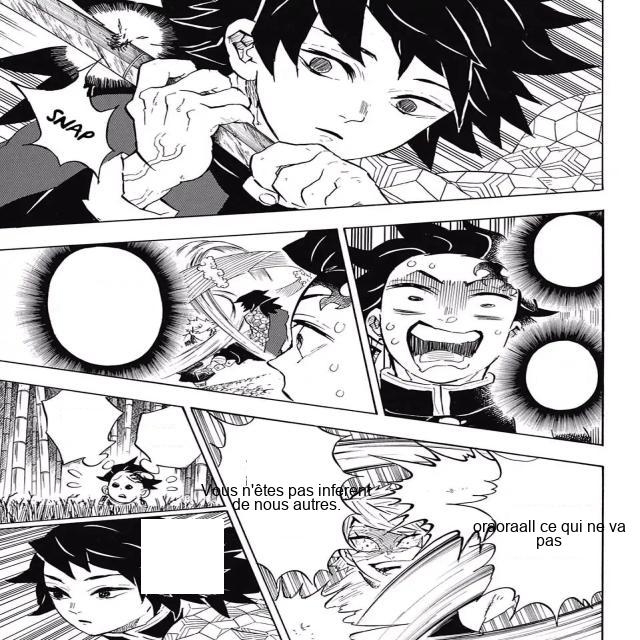 SNAP
Vous n'êtes pas inferent
de nous autres.
oraoraall ce qui ne va
pas